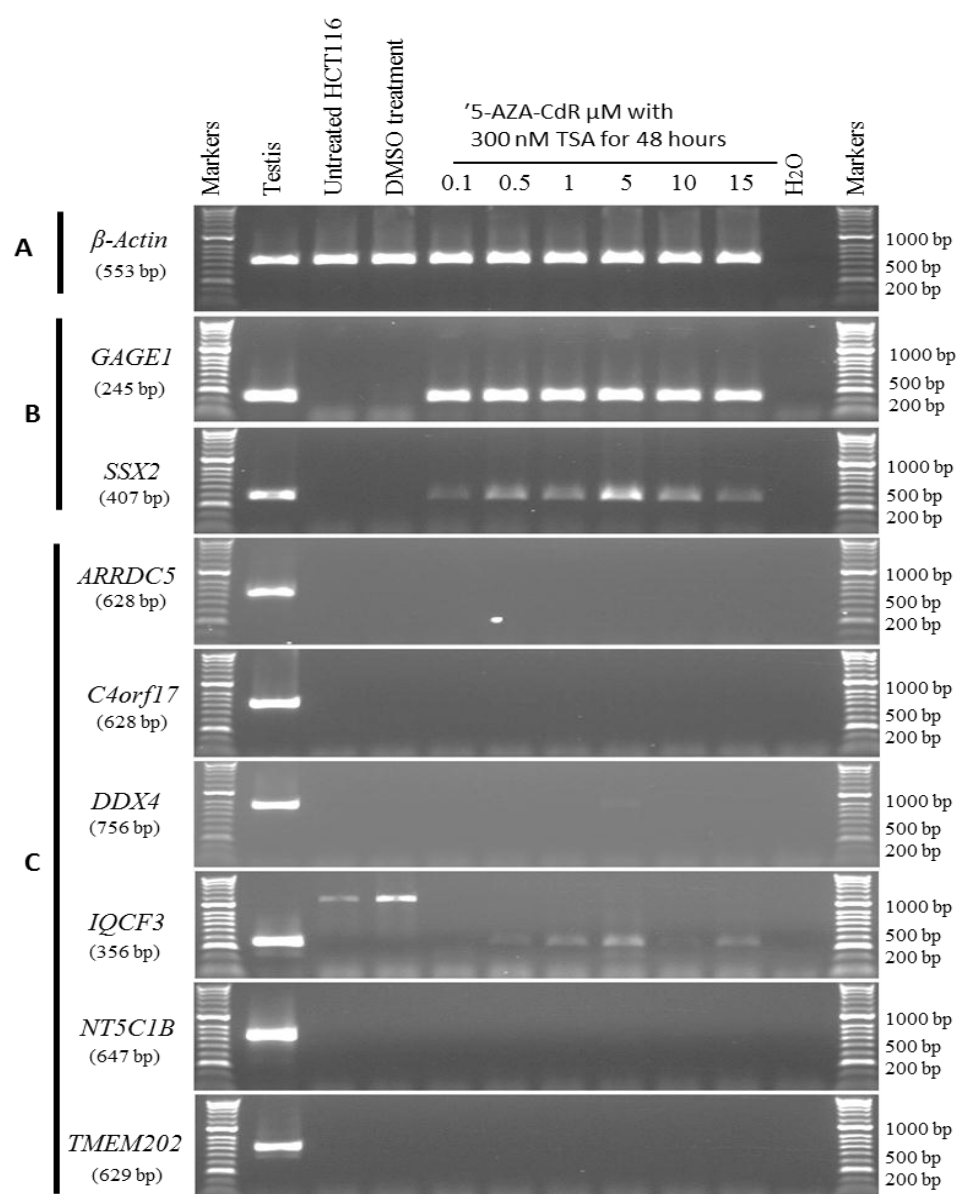 Markers
Testis
Untreated HCT116
DMSO treatment
’5-AZA-CdR µM with
300 nM TSA for 48 hours
0.1 0.5 1 5 10 15
H2O
Markers
A
β-Actin
(553 bp)
1000 bp
500 bp
200 bp
B
GAGE1
(245 bp)
1000 bp
500 bp
200 bp
SSX2
(407 bp)
1000 bp
500 bp
200 bp
C
ARRDC5
(628 bp)
1000 bp
500 bp
200 bp
C4orf17
(628 bp)
1000 bp
500 bp
200 bp
DDX4
(756 bp)
1000 bp
500 bp
200 bp
IQCF3
(356 bp)
1000 bp
500 bp
200 bp
NT5C1B
(647 bp)
1000 bp
500 bp
200 bp
TMEM202
(629 bp)
1000 bp
500 bp
200 bp